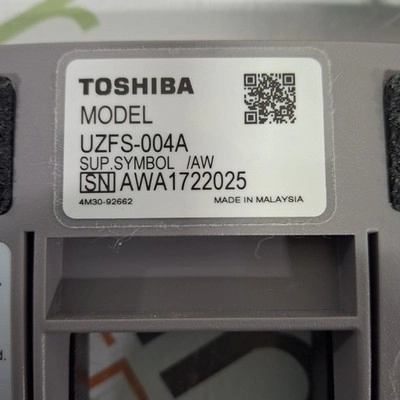 TOSHIBA
MODEL
UZFS-004A
SUP.SYMBOL /AW
SN AWA1722025
4M30-92662 MADE IN MALAYSIA
d.